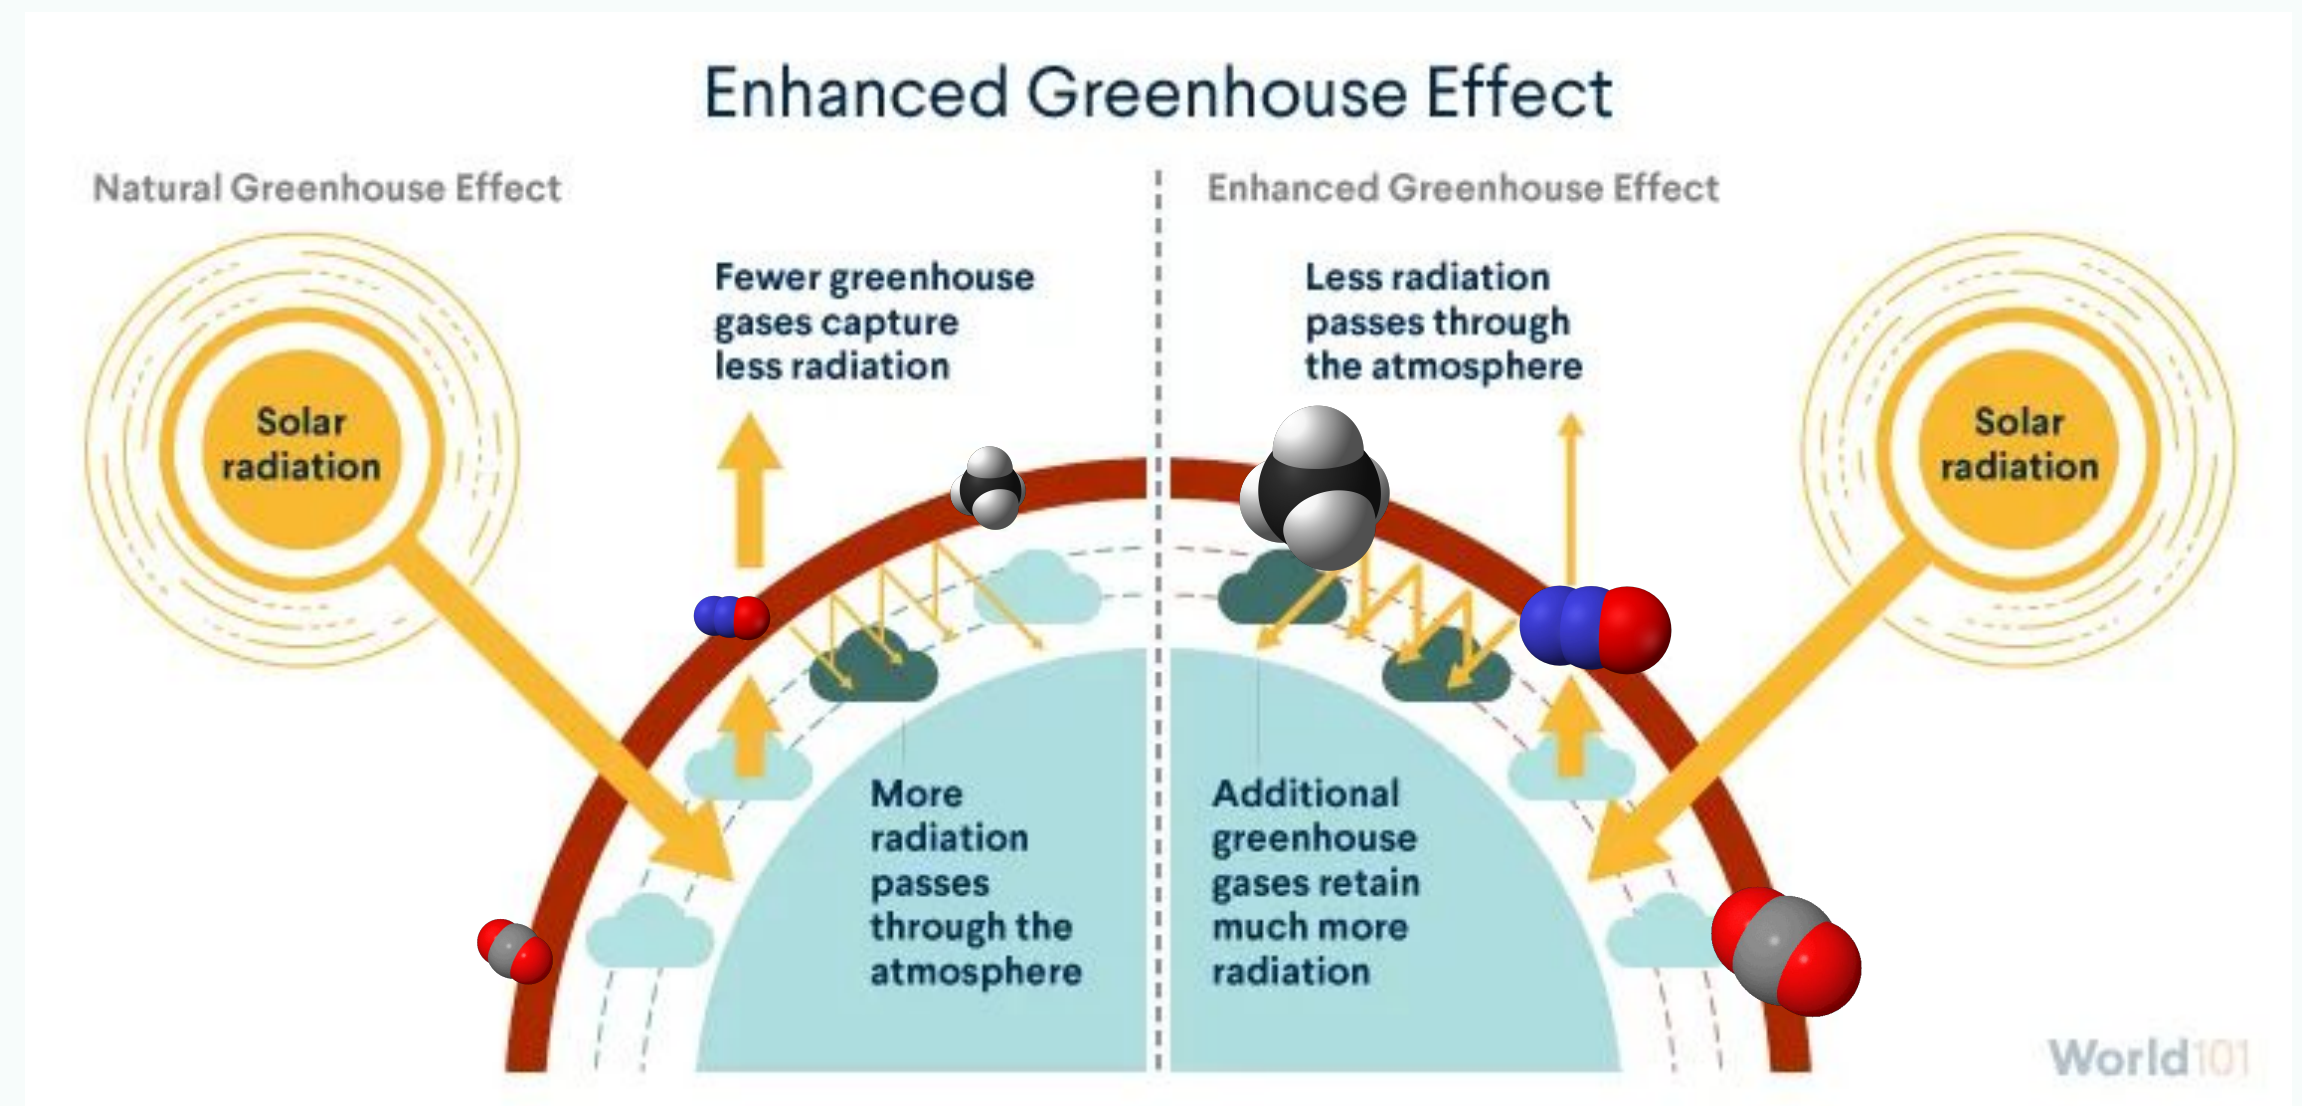 Enhanced Greenhouse Effect
Natural Greenhouse Effect
Fewer greenhouse
gases capture
less radiation
Solar
radiation
More
radiation
passes
through the
atmosphere
Enhanced Greenhouse Effect
Less radiation
passes through
the atmosphere
Solar
radiation
Additional
greenhouse
gases retain
much more
radiation
World101